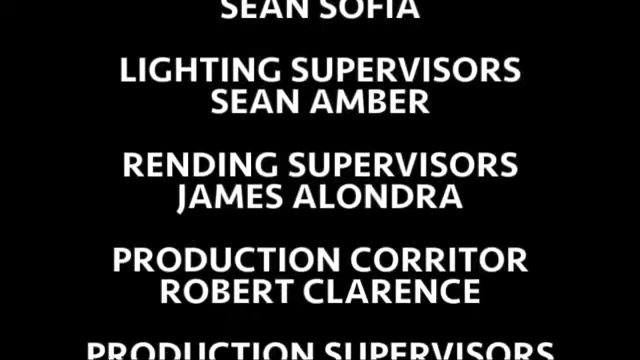 SEAN SOFIA
LIGHTING SUPERVISORS
SEAN AMBER
RENDING SUPERVISORS
JAMES ALONDRA
PRODUCTION CORRITOR
ROBERT CLARENCE
PRODUCTION SUPERVISORS